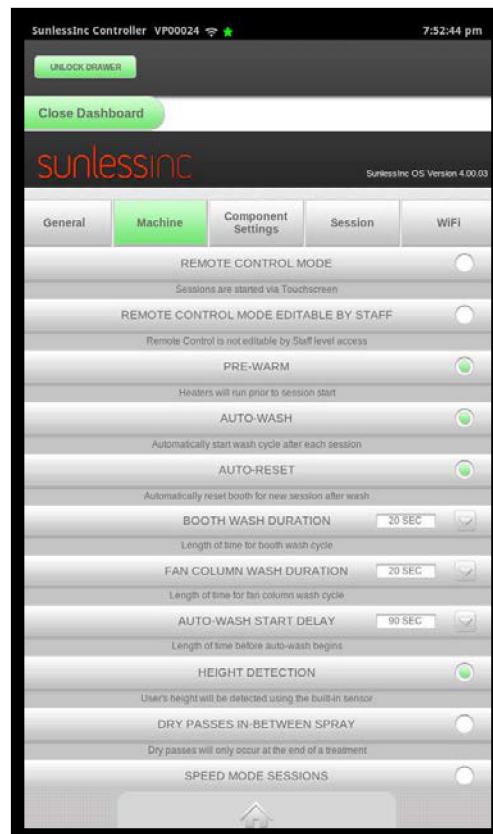 SunlessInc Controller VP00024 7:52:44 pm
UNLOCK DRAWER
Close Dashboard
sunlessinc
SunlessInc OS Version 4.00.03
General Machine Component Settings Session WiFi
REMOTE CONTROL MODE
Sessions are started via Touchscreen
REMOTE CONTROL MODE EDITABLE BY STAFF
Remote Control is not editable by Staff level access
PRE-WARM
Heaters will run prior to session start
AUTO-WASH
Automatically start wash cycle after each session
AUTO-RESET
Automatically reset booth for new session after wash
BOOTH WASH DURATION 20 SEC
Length of time for booth wash cycle
FAN COLUMN WASH DURATION 20 SEC
Length of time for fan column wash cycle
AUTO-WASH START DELAY 90 SEC
Length of time before auto-wash begins
HEIGHT DETECTION
User's height will be detected using the built-in sensor
DRY PASSES IN-BETWEEN SPRAY
Dry passes will only occur at the end of a treatment
SPEED MODE SESSIONS